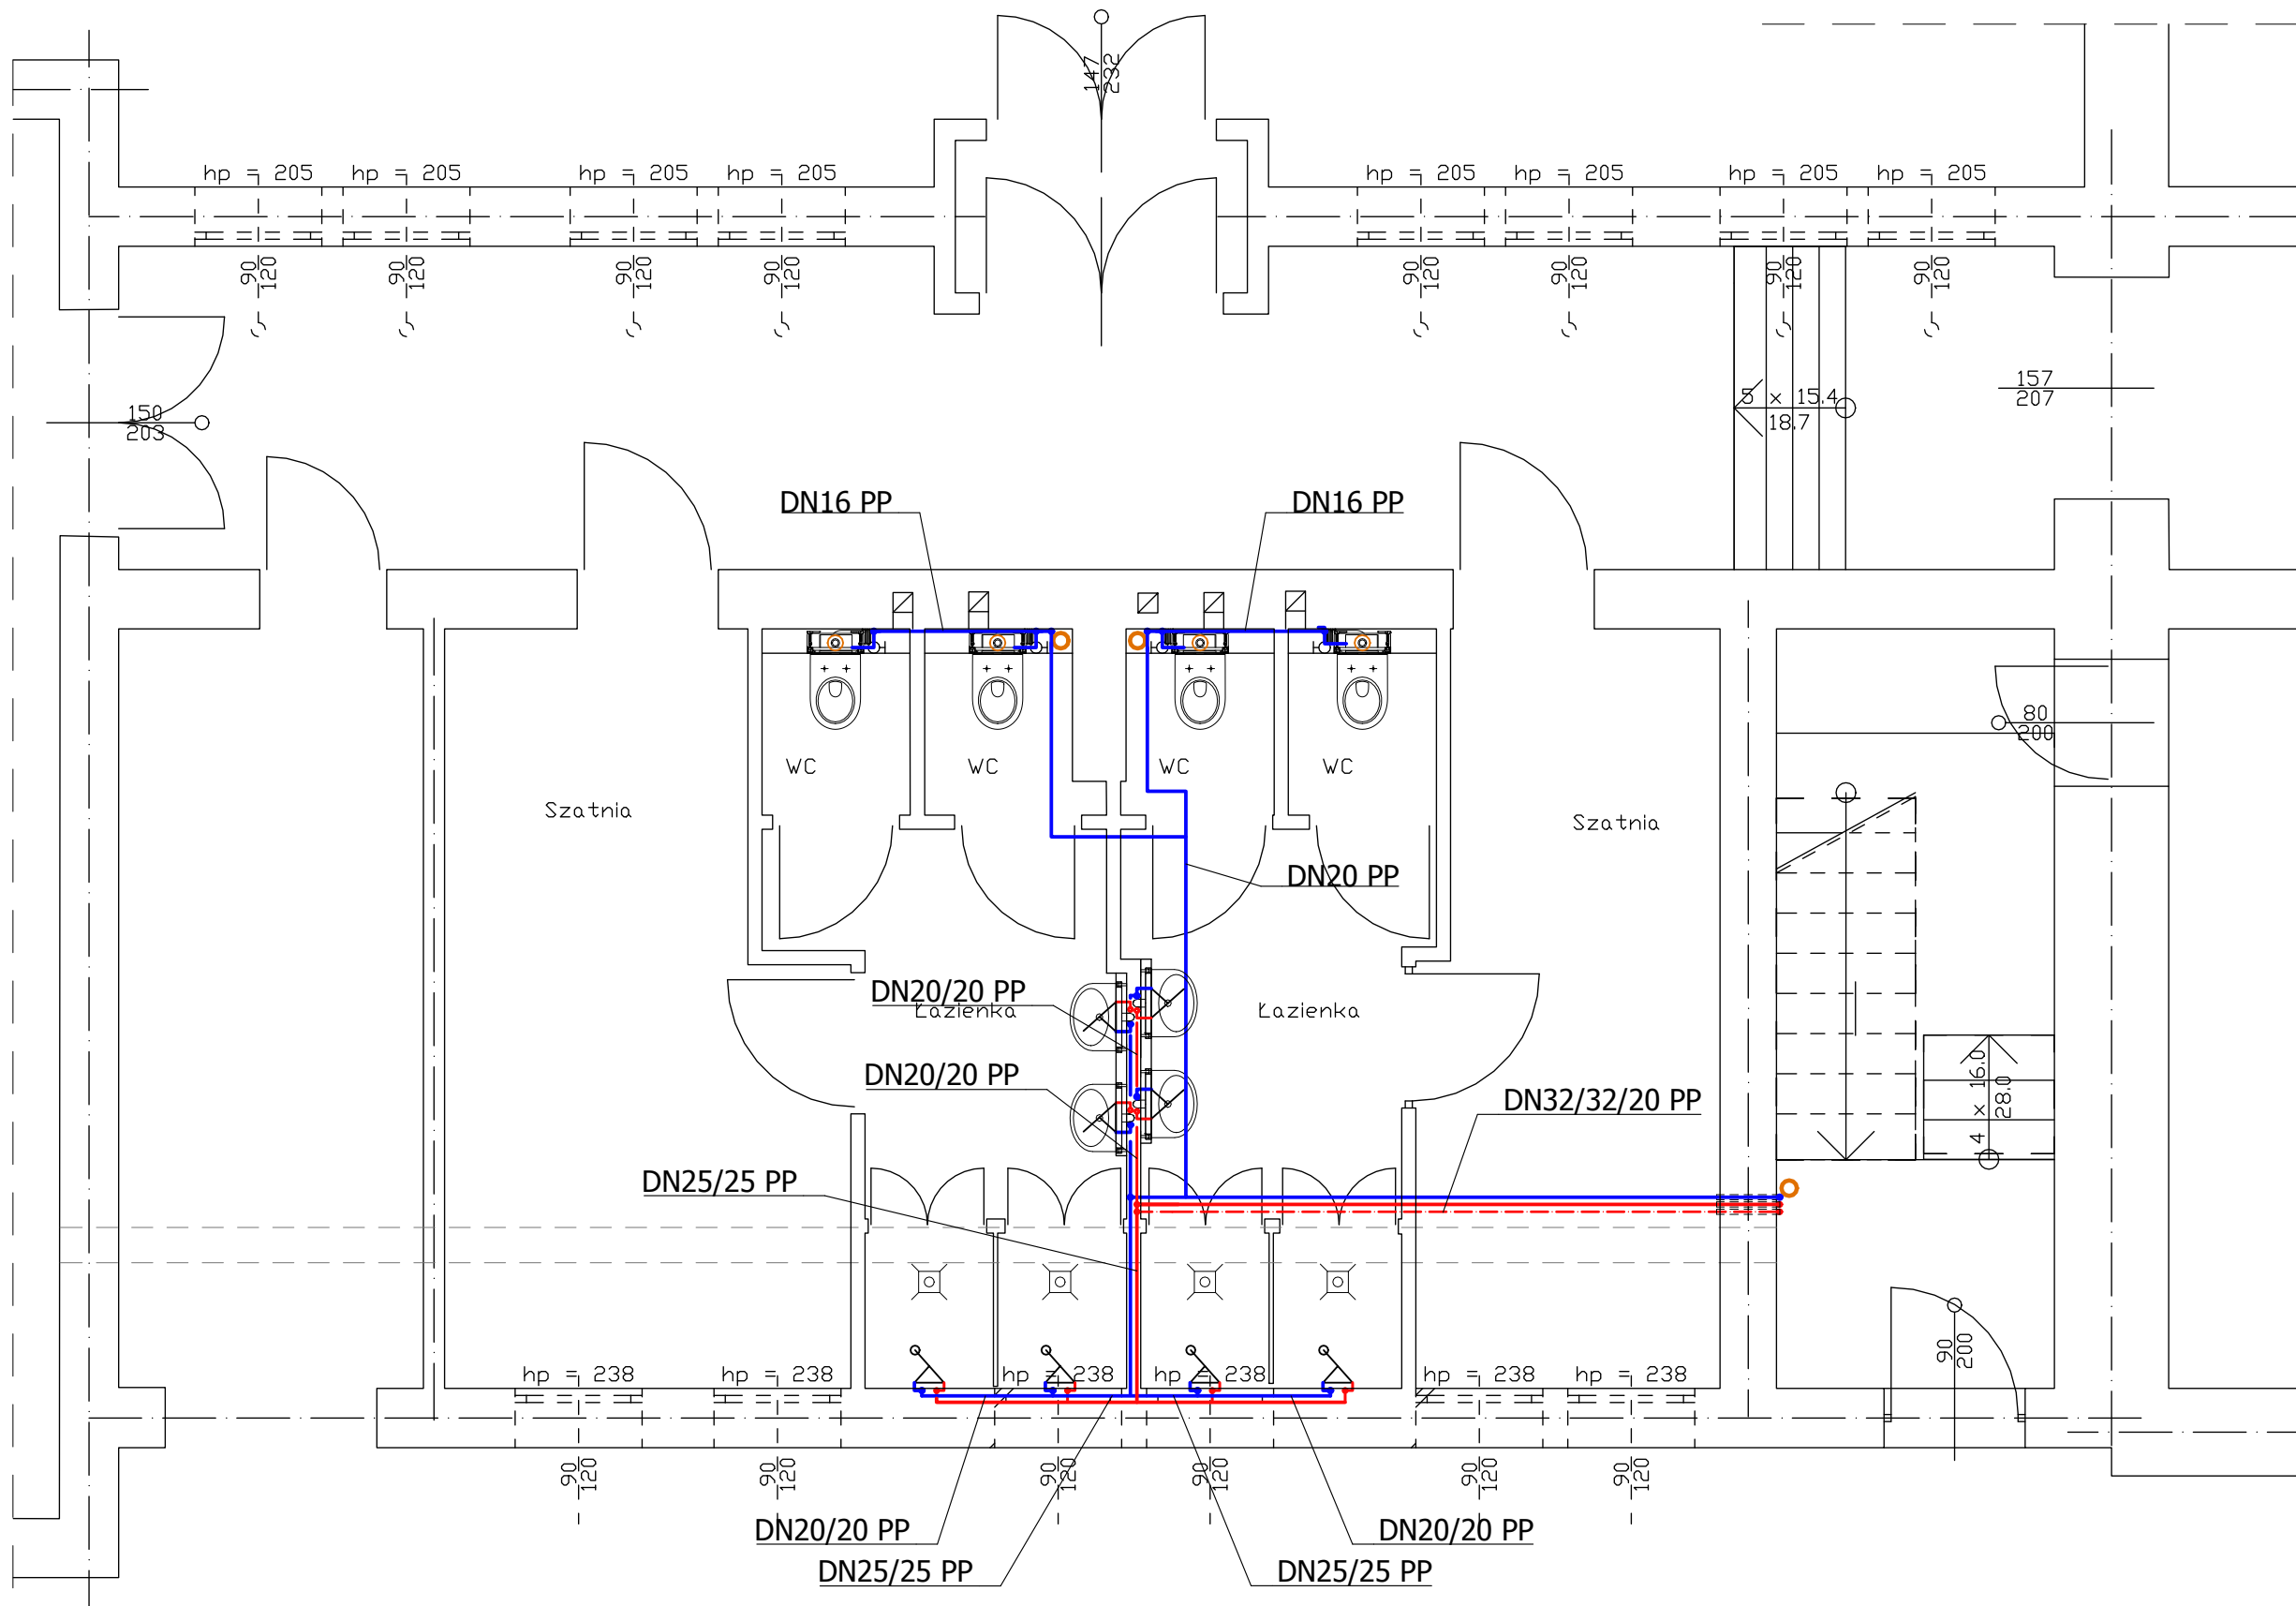 147
232
hp = 205
hp = 205
hp = 205
hp = 205
hp = 205
hp = 205
hp = 205
hp = 205
90
120
90
120
90
120
90
120
90
120
90
120
90
120
90
120
150
203
5 x 15.4
18.7
157
207
DN16 PP
DN16 PP
80
200
WC
WC
WC
WC
Szatnia
Szatnia
DN20 PP
DN20/20 PP
Łazienka
Łazienka
DN20/20 PP
DN32/32/20 PP
4 x 16.0
28.0
DN25/25 PP
90
200
hp = 238
hp = 238
hp = 238
hp = 238
hp = 238
hp = 238
90
120
90
120
90
120
90
120
90
120
90
120
DN20/20 PP
DN20/20 PP
DN25/25 PP
DN25/25 PP